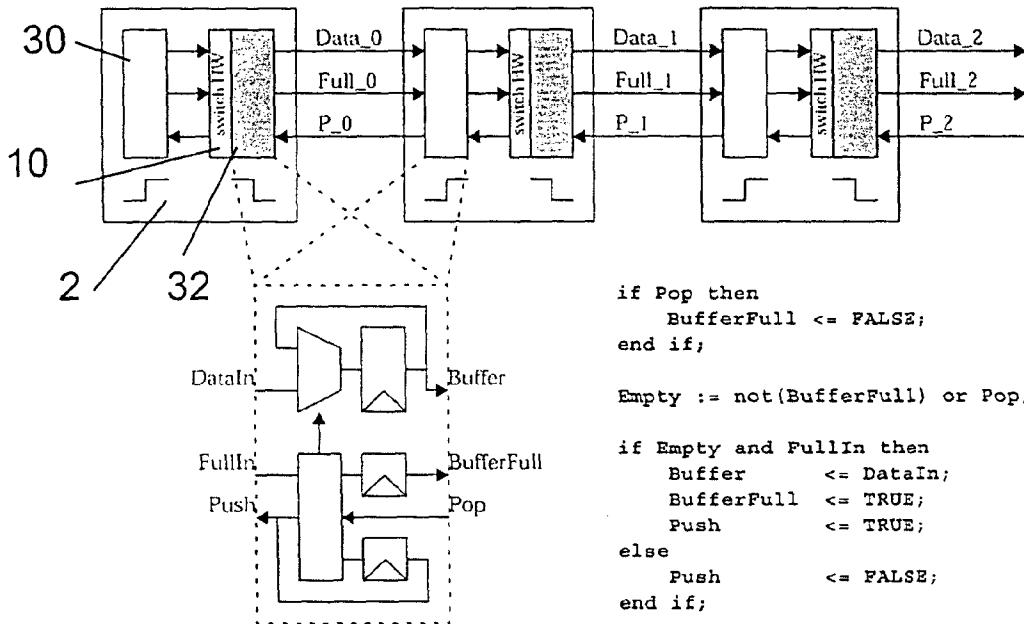 30
switch HW
Data_0
Full_0
P_0
switch HW
Data_1
Full_1
P_1
switch HW
Data_2
Full_2
P_2
10
2
32
DataIn
Buffer
FullIn
BufferFull
Push
Pop
if Pop then
BufferFull <= FALSE;
end if;
Empty := not(BufferFull) or Pop,
if Empty and FullIn then
Buffer <= DataIn;
BufferFull <= TRUE;
Push <= TRUE;
else
Push <= FALSE;
end if;